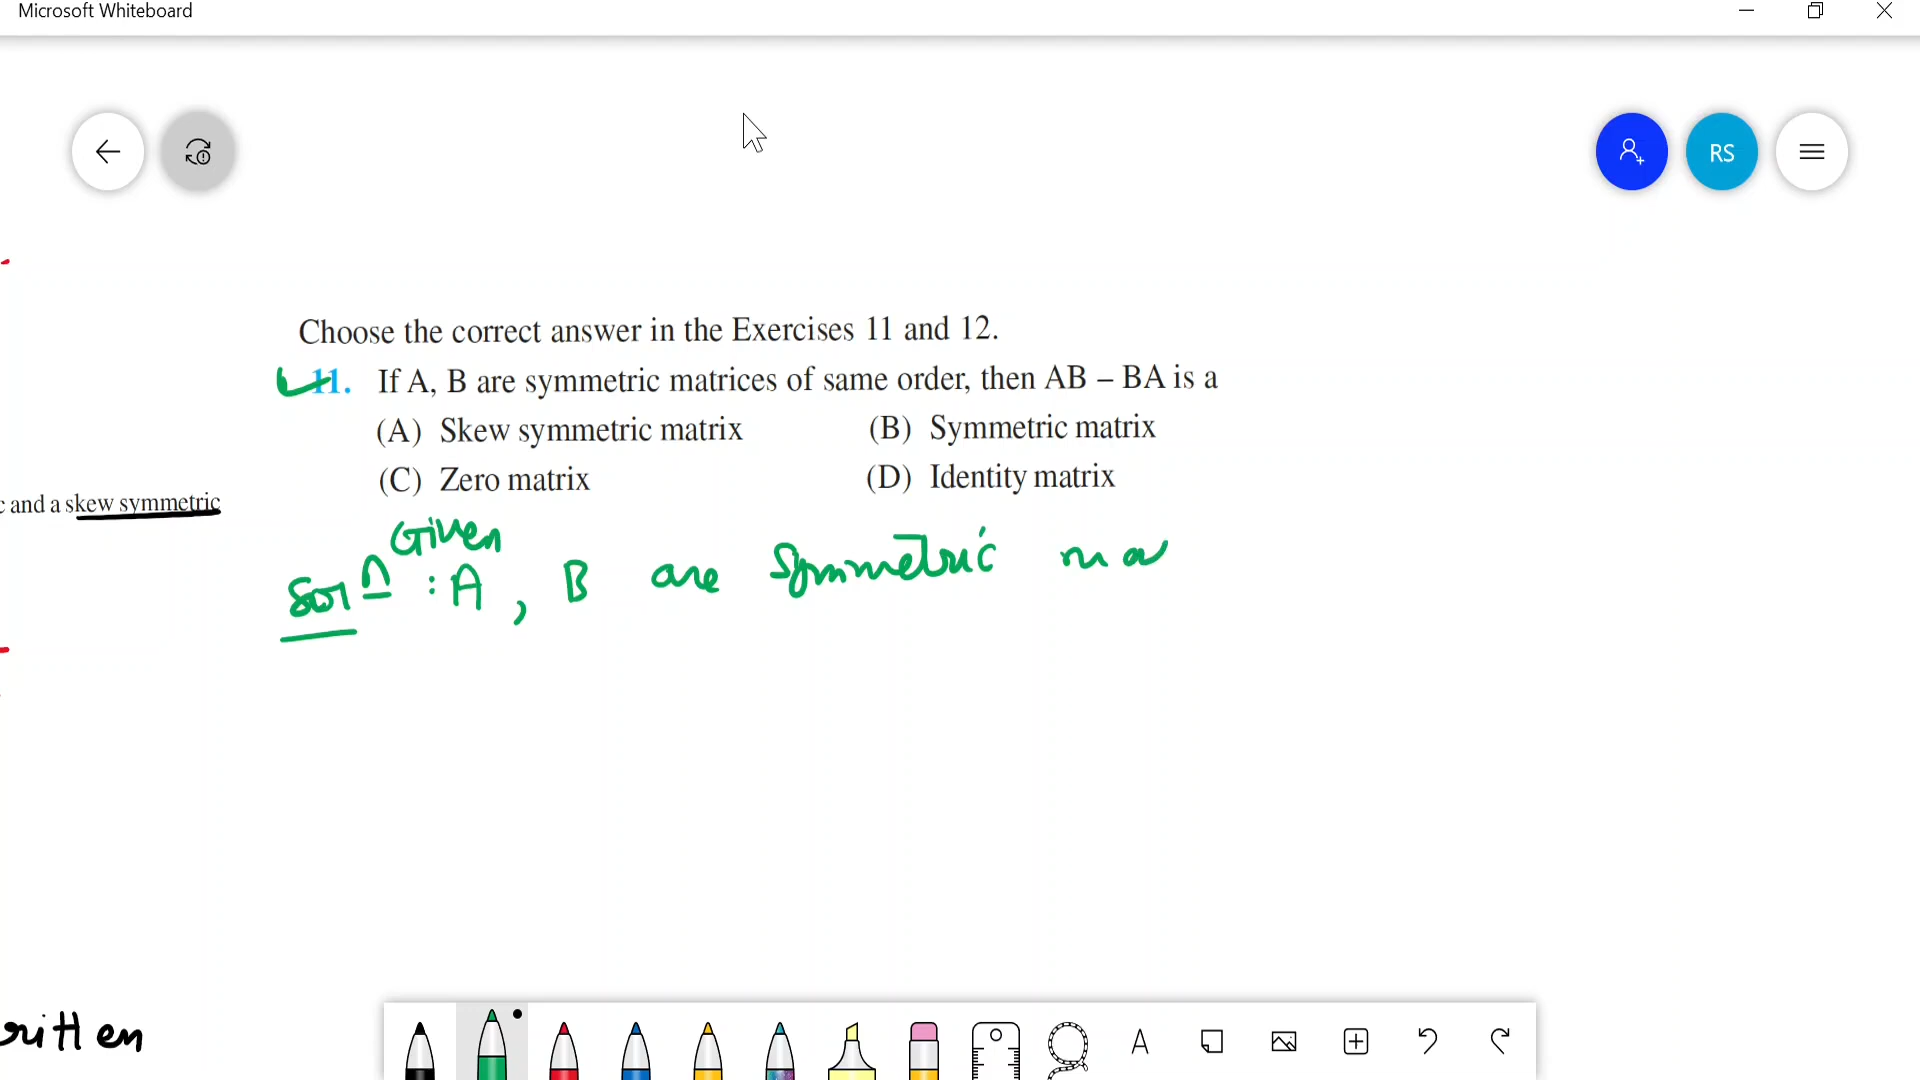 Microsoft Whiteboard
RS
Choose the correct answer in the Exercises 11 and 12.
11. If A, B are symmetric matrices of same order, then AB – BA is a
(A) Skew symmetric matrix (B) Symmetric matrix
(C) Zero matrix (D) Identity matrix
and a skew symmetric
Given
Soln : A , B are Symmetric ma
ritten
A